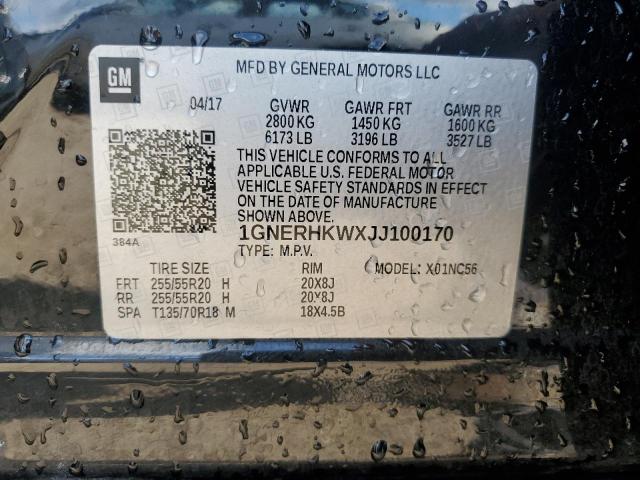 GM
MFD BY GENERAL MOTORS LLC
04/17 GVWR GAWR FRT GAWR RR
2800 KG 1450 KG 1600 KG
6173 LB 3196 LB 3527 LB
THIS VEHICLE CONFORMS TO ALL
APPLICABLE U.S. FEDERAL MOTOR
VEHICLE SAFETY STANDARDS IN EFFECT
ON THE DATE OF MANUFACTURE
SHOWN ABOVE.
384A
1GNERHKWXJJ100170
TYPE: M.P.V.
TIRE SIZE RIM MODEL: X01NC56
FRT 255/55R20 H 20X8J
RR 255/55R20 H 20X8J
SPA T135/70R18 M 18X4.5B